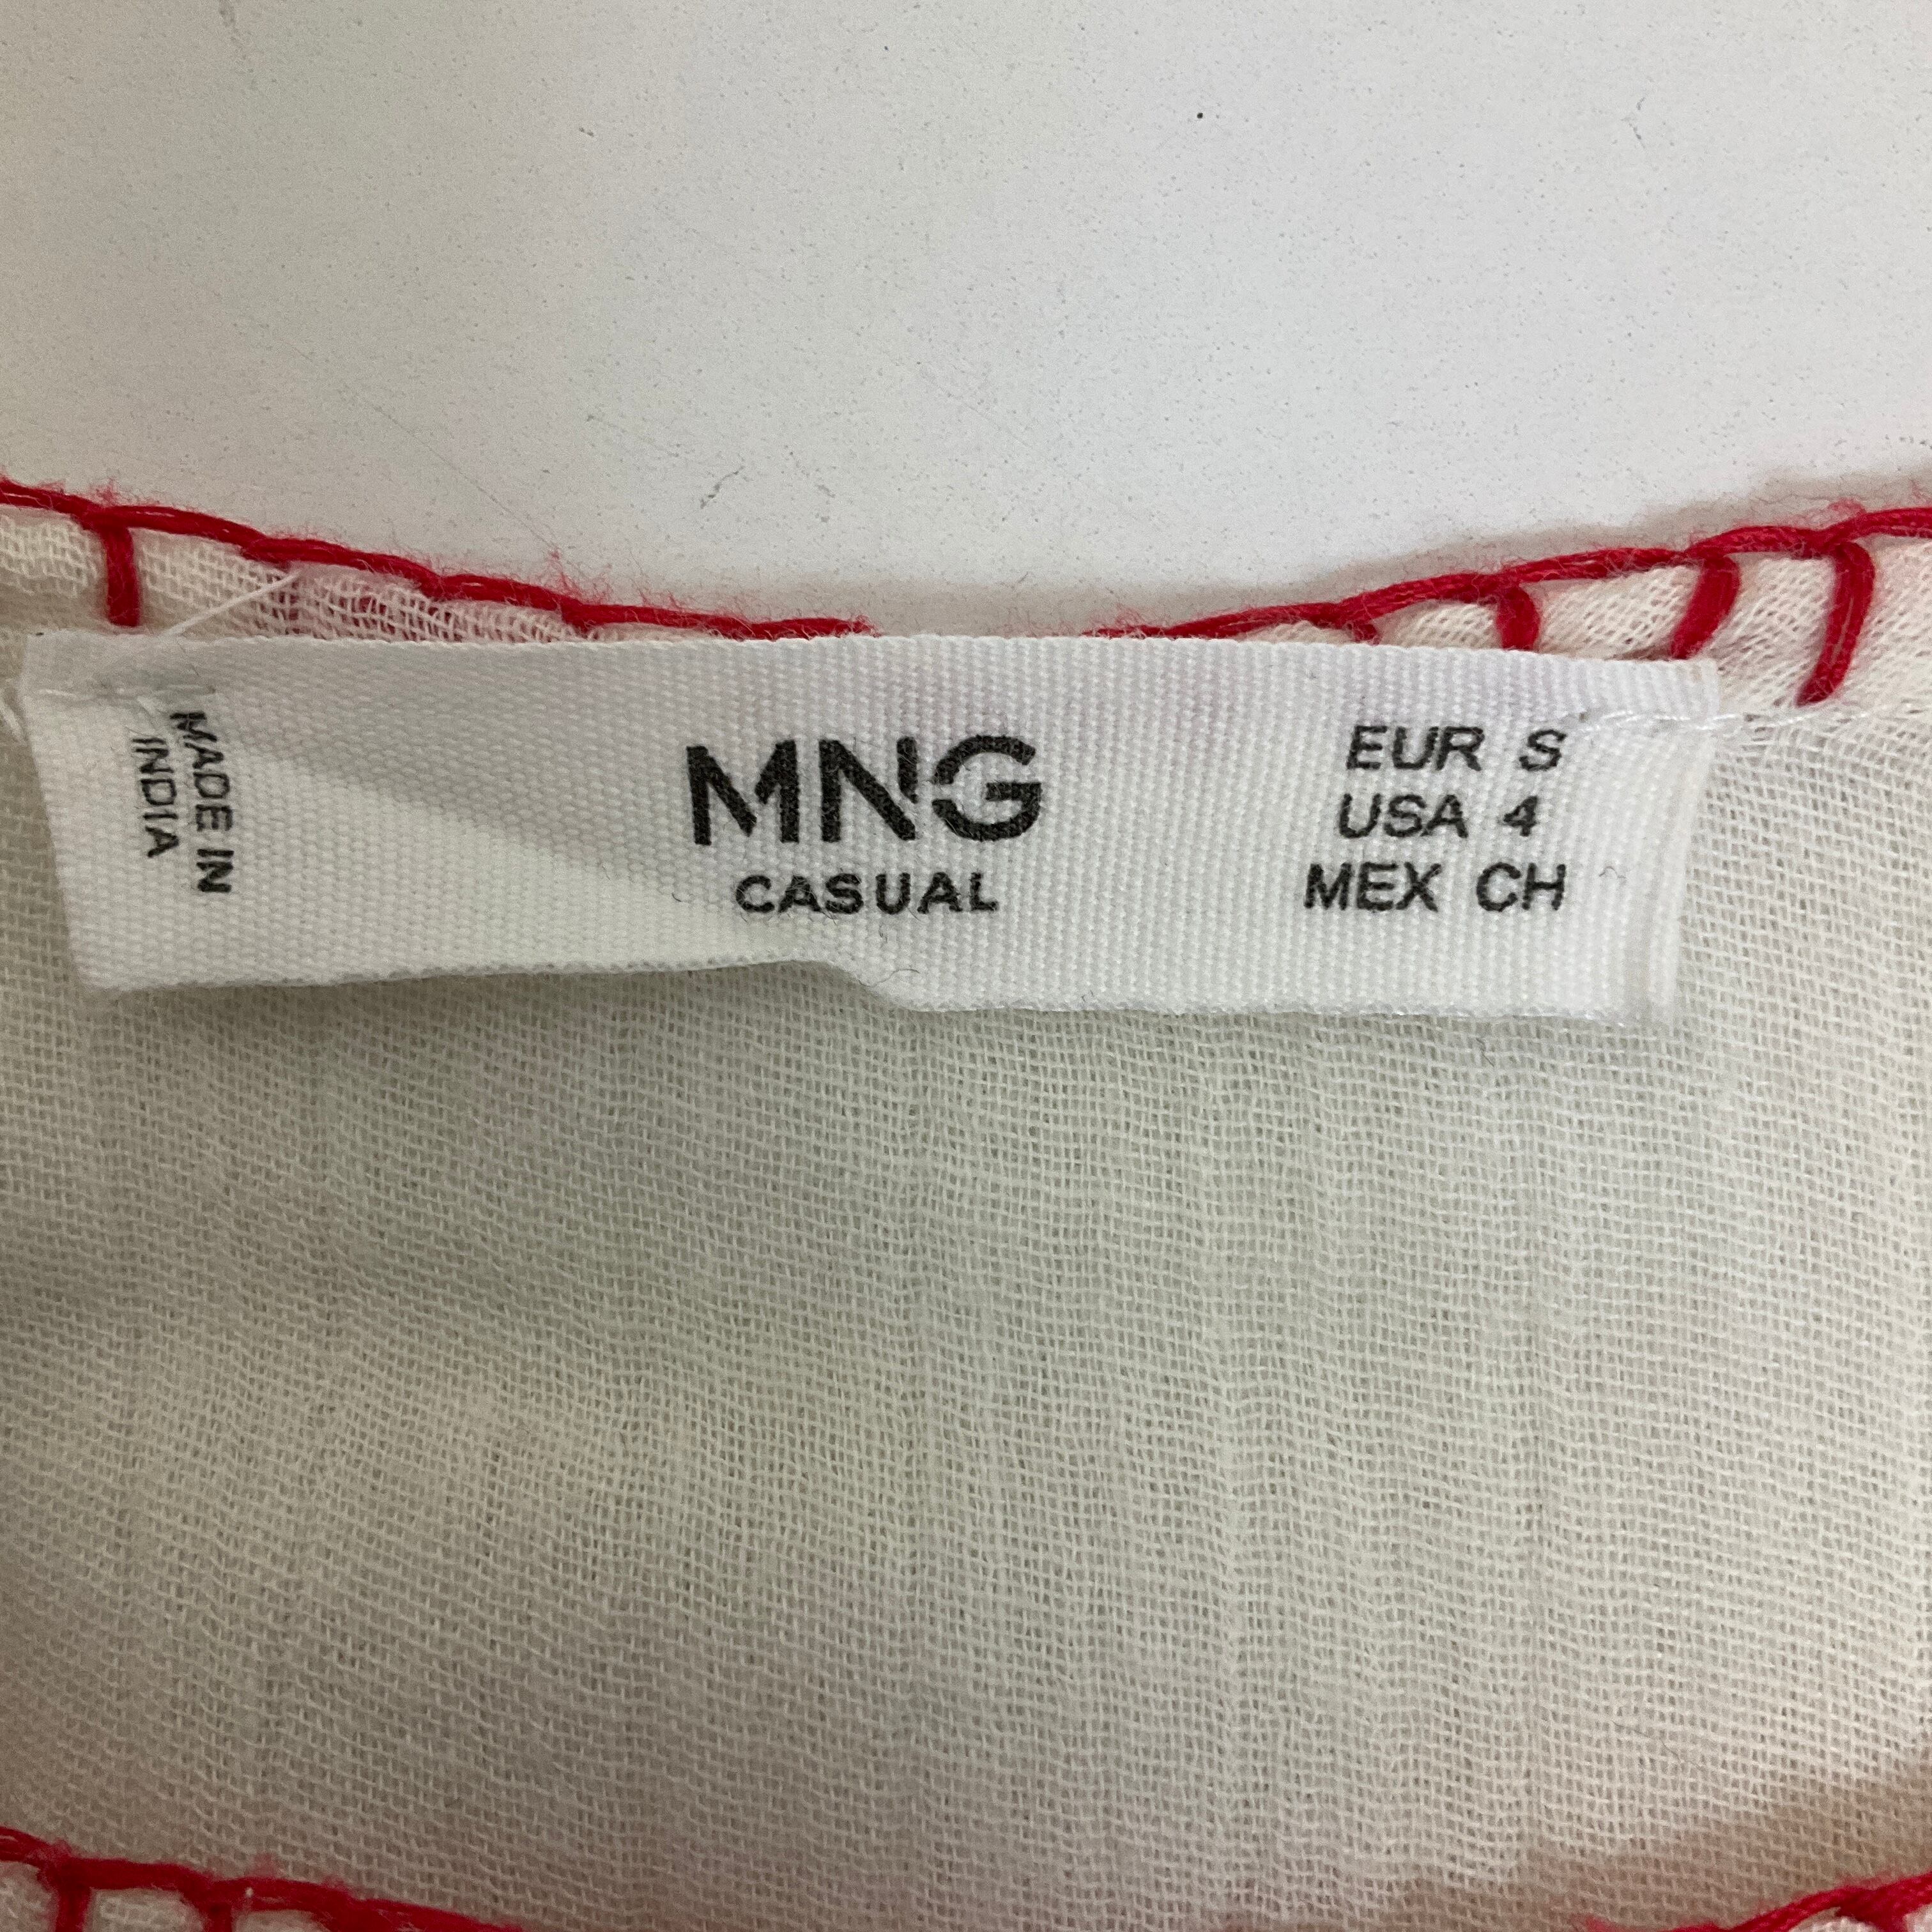 MADE IN
INDIA
MNG
CASUAL
EUR S
USA 4
MEX CH